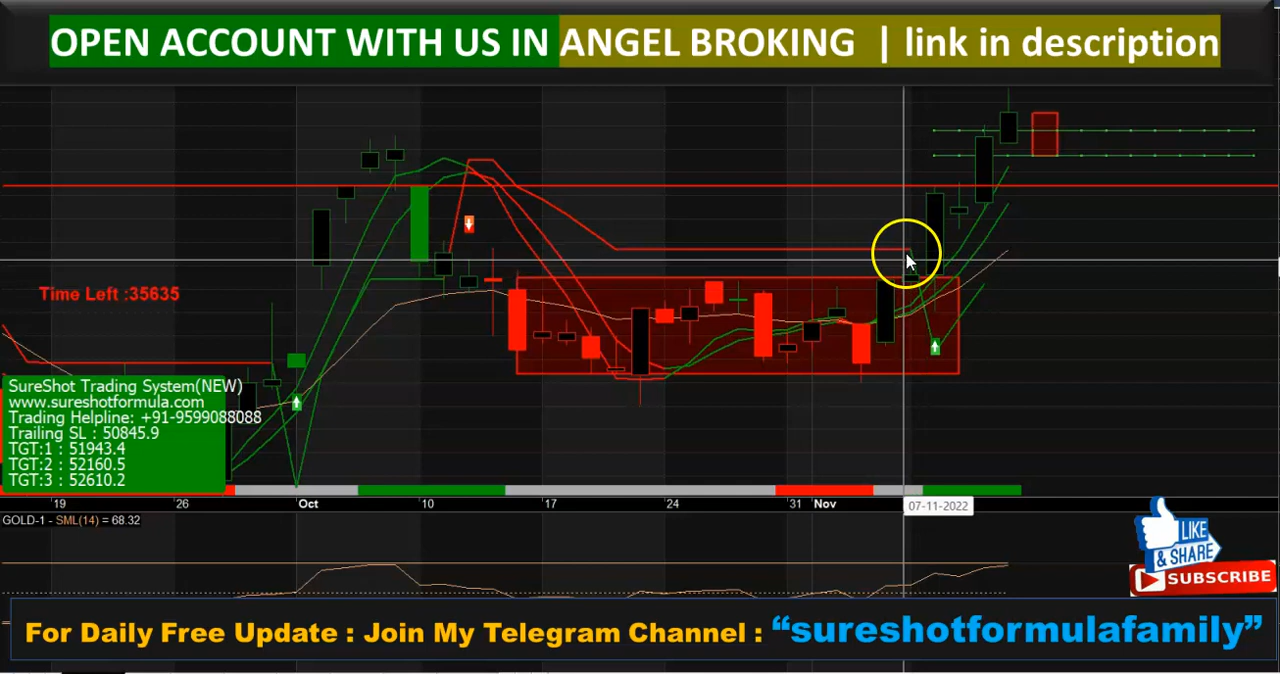 OPEN ACCOUNT WITH US IN ANGEL BROKING | link in description
Time Left :35635
SureShot Trading System(NEW)
www.sureshotformula.com
Trading Helpline: +91-9599088088
Trailing SL : 50845.9
TGT:1 : 51943.4
TGT:2 : 52160.5
TGT:3 : 52610.2
19 26 Oct 10 17 24 31 Nov 07-11-2022
GOLD-1 - SML(14) = 68.32
LIKE
& SHARE
SUBSCRIBE
For Daily Free Update : Join My Telegram Channel : “sureshotformulafamily”